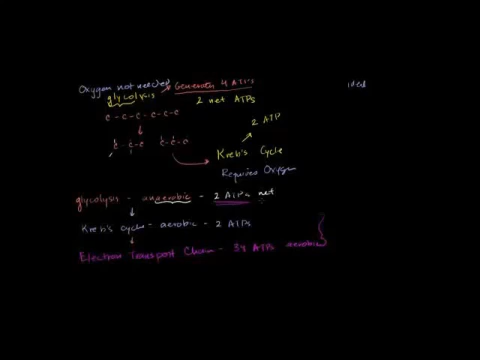 Oxygen not needed
Generates 4 ATPs
ideal
glycolysis
2 net ATPs
C-C-C-C-C-C
2 ATP
C-C-C C-C-C
Kreb's Cycle
Requires Oxygen
glycolysis - anaerobic - 2 ATPs net
Kreb's cycle - aerobic - 2 ATPs
Electron Transport Chain - 34 ATPs aerobic